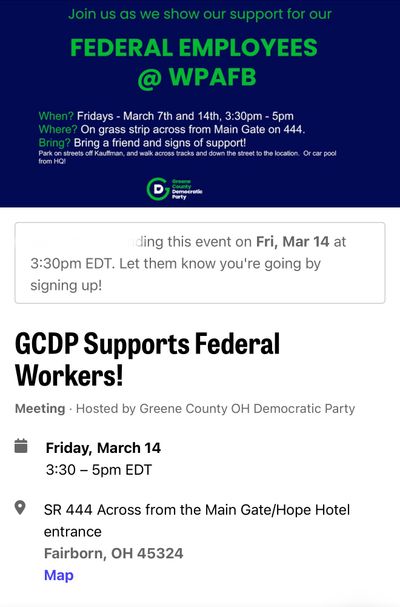 Join us as we show our support for our
FEDERAL EMPLOYEES
@ WPAFB
When? Fridays - March 7th and 14th, 3:30pm - 5pm
Where? On grass strip across from Main Gate on 444.
Bring? Bring a friend and signs of support!
Park on streets off Kauffman, and walk across tracks and down the street to the location. Or car pool
from HQ!
Greene
County
Democratic
Party
this event on Fri, Mar 14 at
3:30pm EDT. Let them know you're going by
signing up!
GCDP Supports Federal
Workers!
Meeting · Hosted by Greene County OH Democratic Party
Friday, March 14
3:30 – 5pm EDT
SR 444 Across from the Main Gate/Hope Hotel
entrance
Fairborn, OH 45324
Map